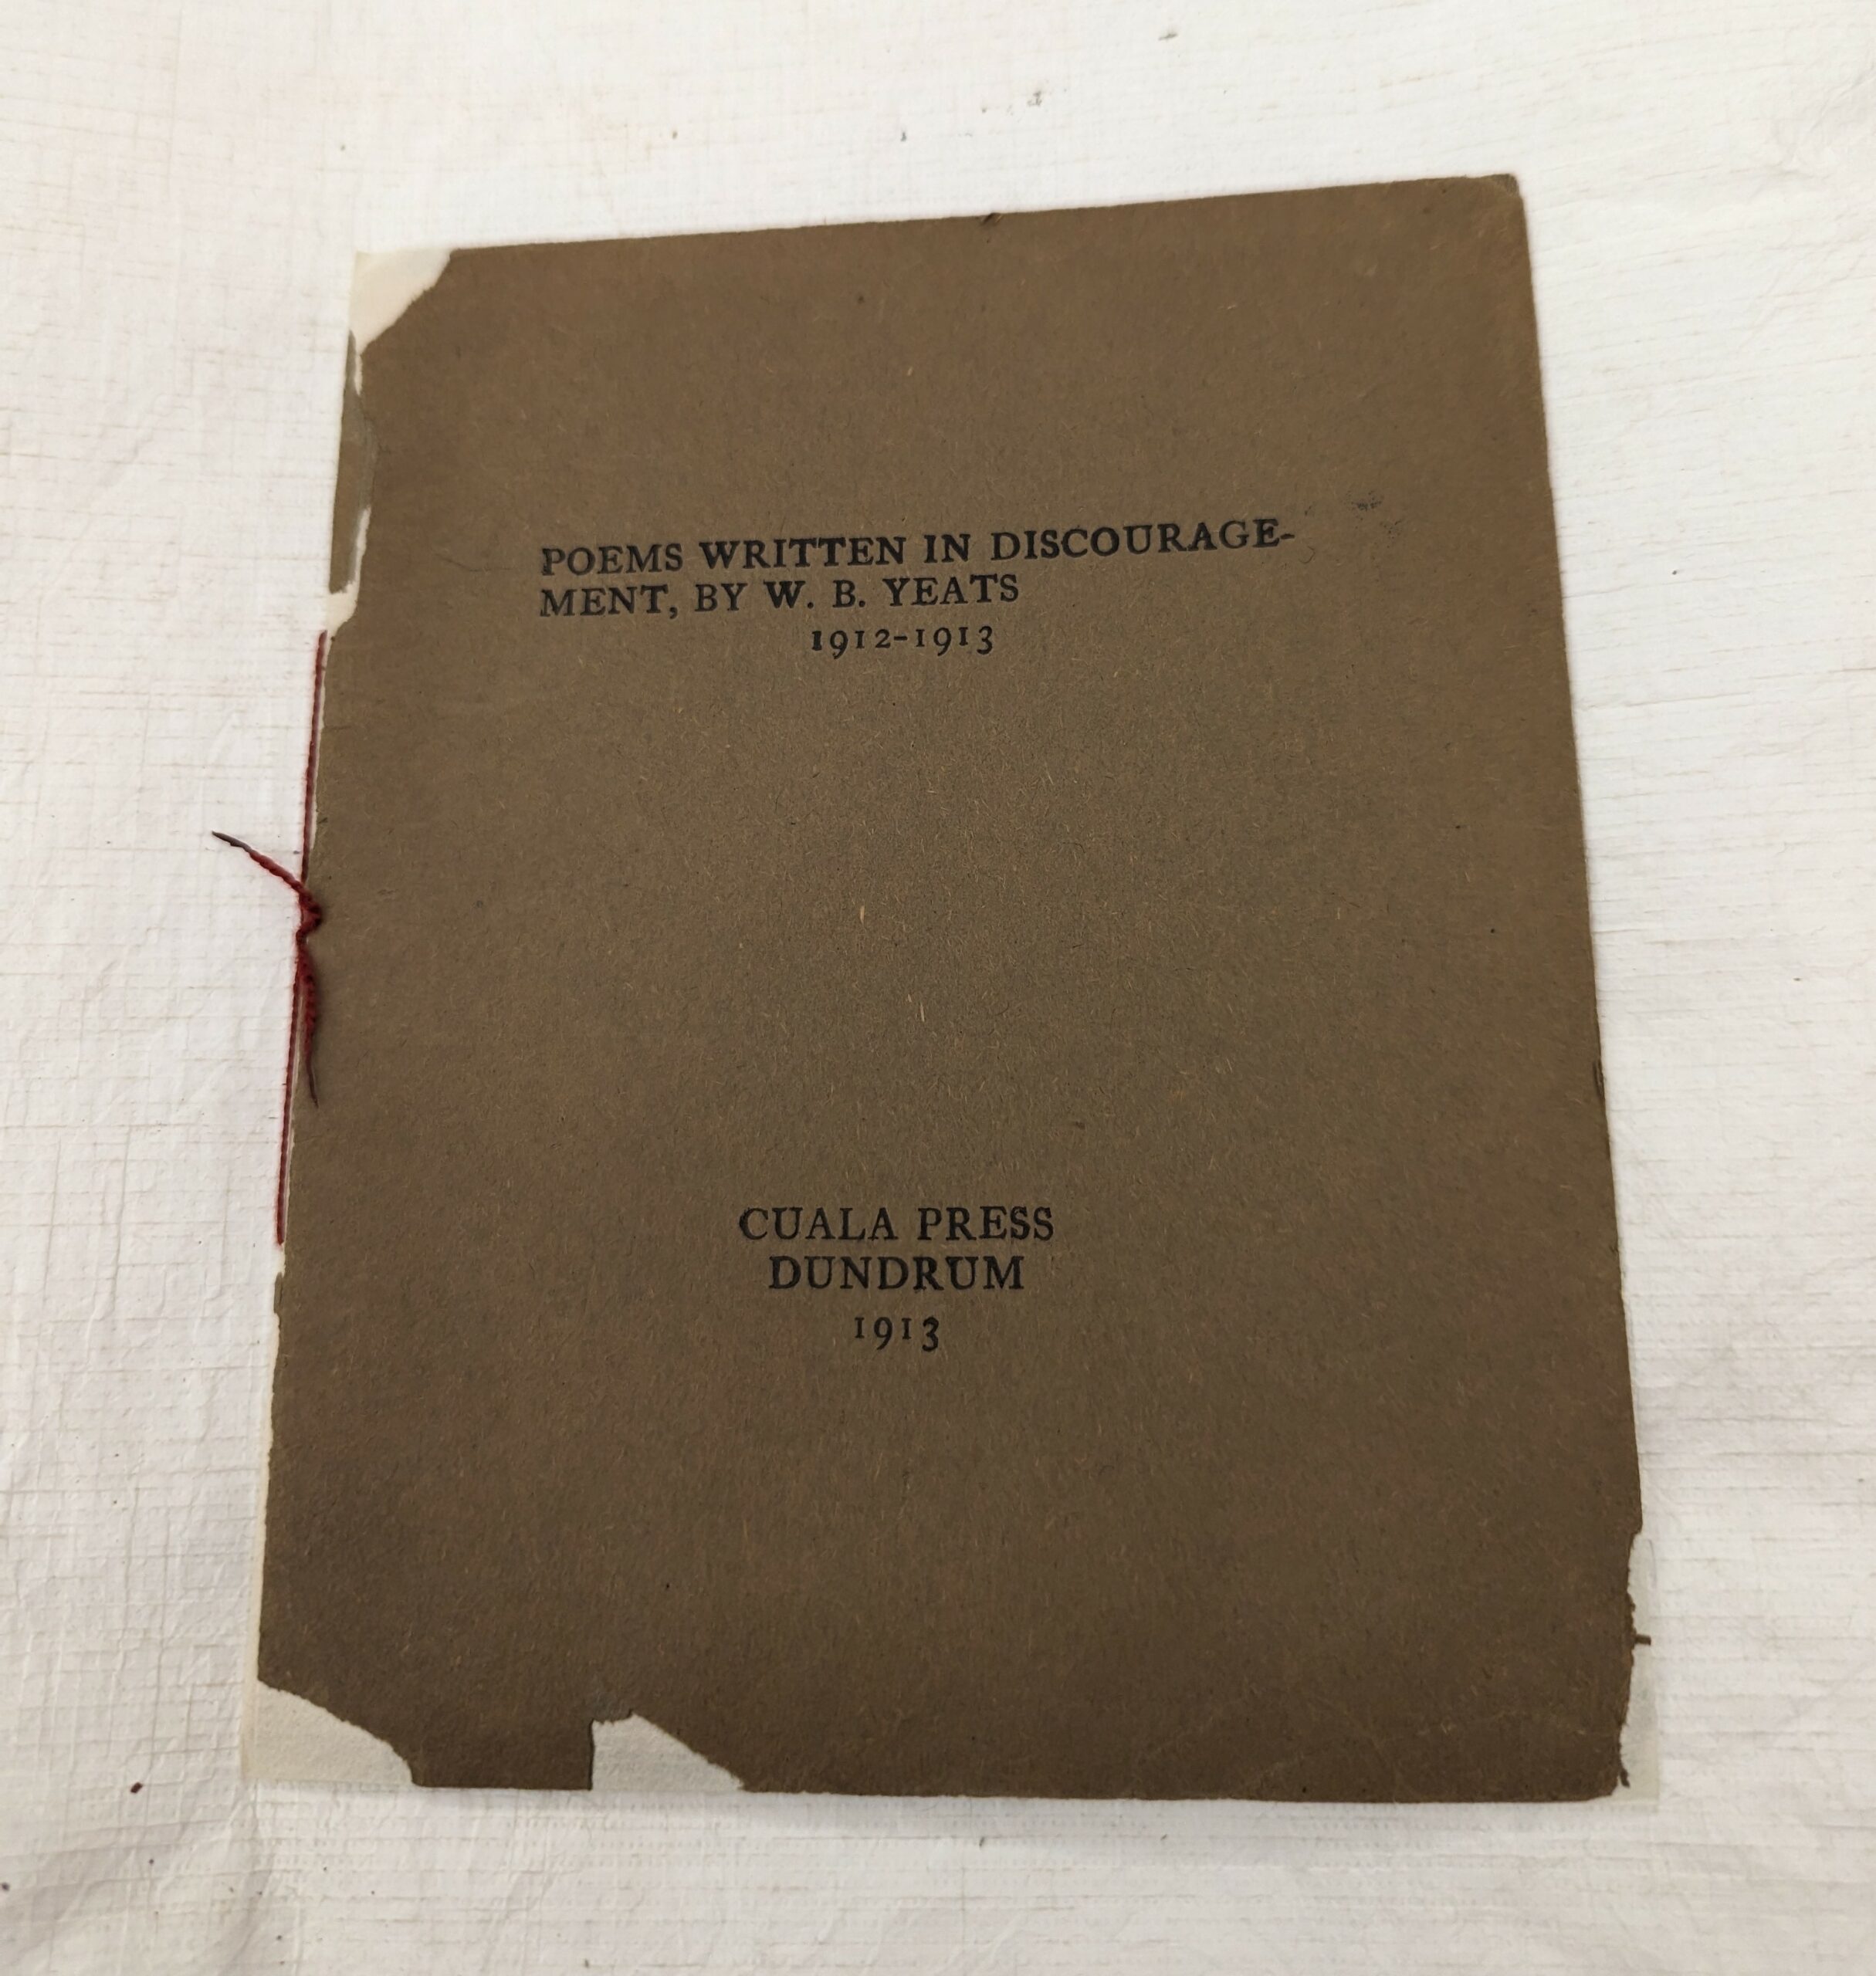 POEMS WRITTEN IN DISCOURAGE-
MENT, BY W. B. YEATS
1912-1913
CUALA PRESS
DUNDRUM
1913